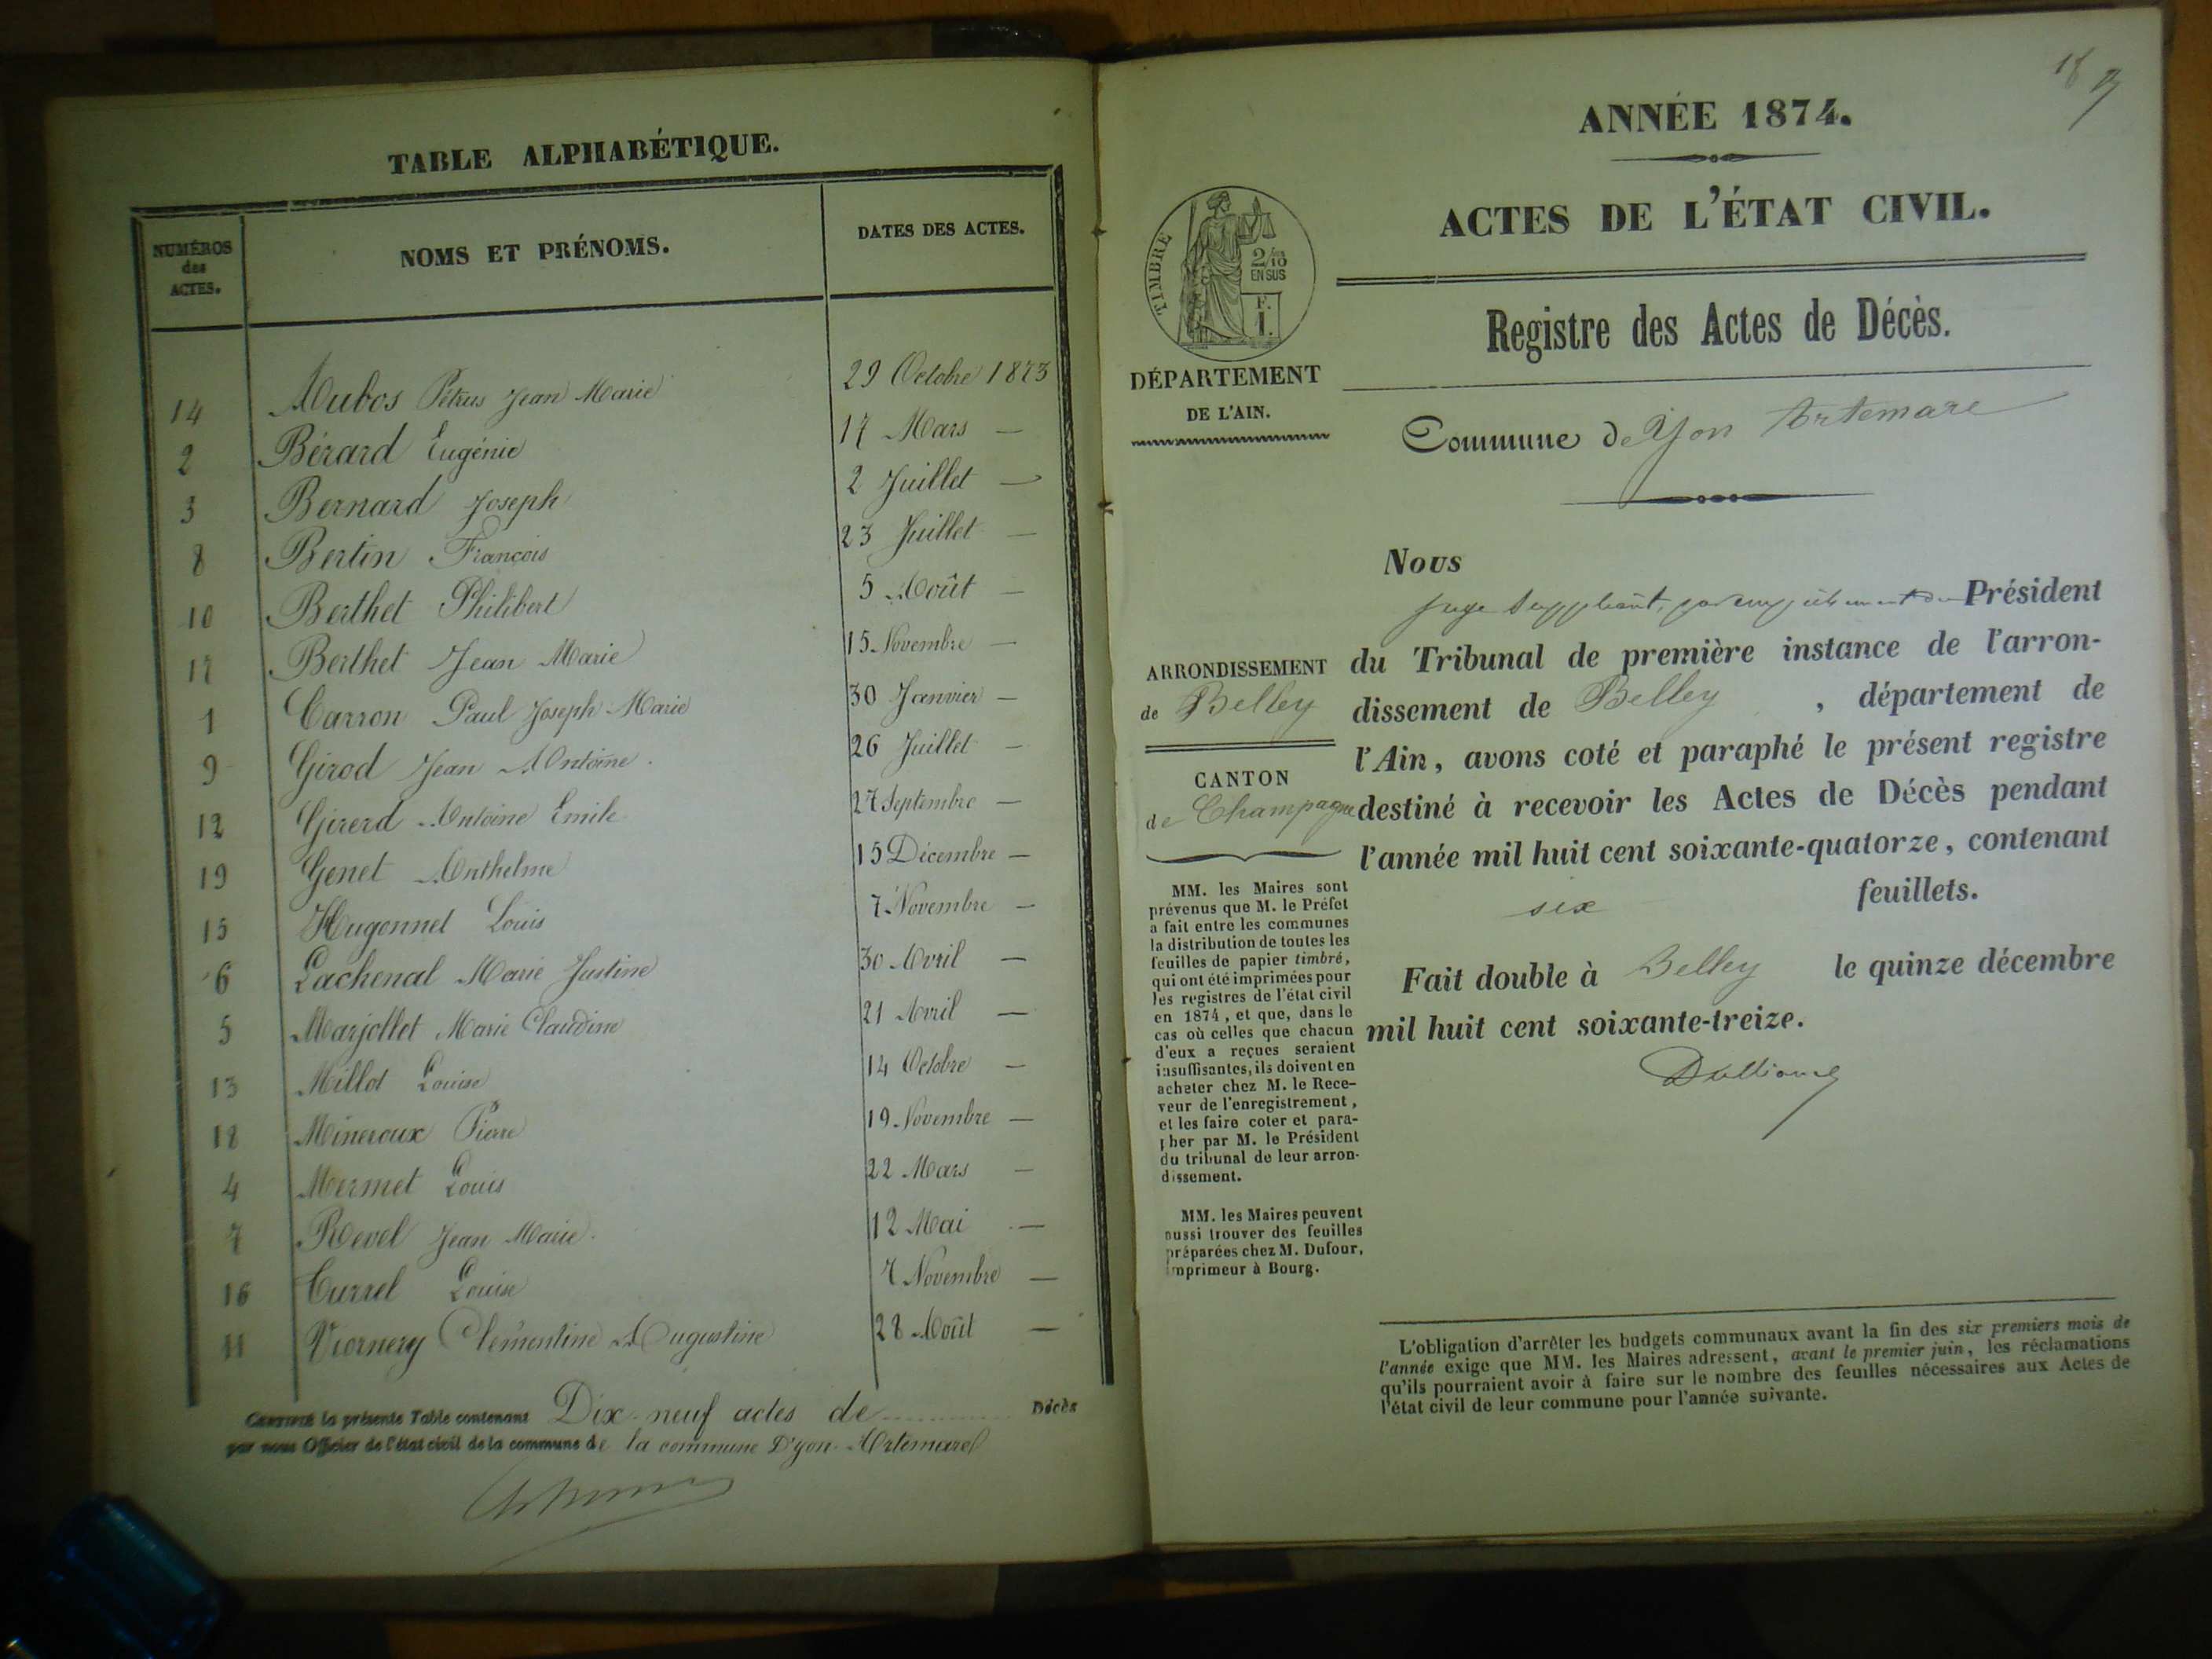 TABLE ALPHABÉTIQUE.
NUMÉROS des ACTES.
NOMS ET PRÉNOMS.
DATES DES ACTES.
14 Aubos Pétrus Jean Marie 29 Octobre 1873
2 Bérard Eugénie 17 Mars —
3 Bernard Joseph 2 Juillet —
8 Bertin François 23 Juillet —
10 Berthet Philibert 5 Août —
17 Berthet Jean Marie 15 Novembre —
1 Carron Paul Joseph Marie 30 Janvier —
9 Girod Jean Antoine. 26 Juillet —
12 Girerd Antoine Emile 27 Septembre —
19 Genet Anthelme 15 Décembre —
15 Hugonnet Louis 7 Novembre —
6 Lachenal Marie Justine 30 Avril —
5 Marjollet Marie Claudine 21 Avril —
13 Millot Louise 14 Octobre —
18 Mineroux Pierre 19 Novembre —
4 Mermet Louis 22 Mars —
7 Revel Jean Marie. 12 Mai —
16 Currel Louise 7 Novembre —
11 Viornery Clémentine Augustine 28 Août —
CERTIFIÉ la présente Table contenant Dix-neuf actes de Décès
par nous Officier de l'état civil de la commune de la commune D'yon-Artemare
ANNÉE 1874.
ACTES DE L'ÉTAT CIVIL.
TIMBRE
2/10
EN SUS
F.
1.
Registre des Actes de Décès.
DÉPARTEMENT
DE L'AIN.
Commune de Yon Artemare
Nous
juge suppléant, par empêchement du Président
du Tribunal de première instance de l'arron-
dissement de Belley , département de
l'Ain, avons coté et paraphé le présent registre
destiné à recevoir les Actes de Décès pendant
l'année mil huit cent soixante-quatorze, contenant
six feuillets.
Fait double à Belley le quinze décembre
mil huit cent soixante-treize.
ARRONDISSEMENT
de Belley
CANTON
de Champagne
MM. les Maires sont
prévenus que M. le Préfet
a fait entre les communes
la distribution de toutes les
feuilles de papier timbré,
qui ont été imprimées pour
les registres de l'état civil
en 1874, et que, dans le
cas où celles que chacun
d'eux a reçues seraient
insuffisantes, ils doivent en
acheter chez M. le Rece-
veur de l'enregistrement,
et les faire coter et para-
pher par M. le Président
du tribunal de leur arron-
dissement.
MM. les Maires peuvent
aussi trouver des feuilles
préparées chez M. Dufour,
imprimeur à Bourg.
L'obligation d'arrêter les budgets communaux avant la fin des six premiers mois de
l'année exige que MM. les Maires adressent, avant le premier juin, les réclamations
qu'ils pourraient avoir à faire sur le nombre des feuilles nécessaires aux Actes de
l'état civil de leur commune pour l'année suivante.